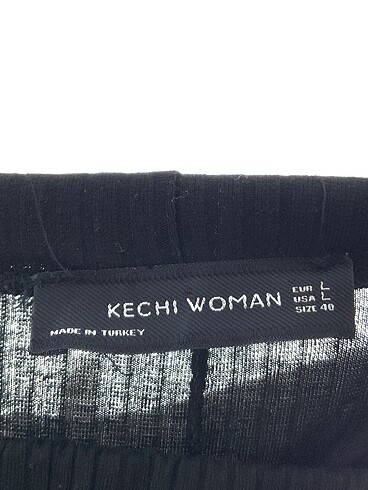 KECHI WOMAN
EUR L
USA L
SIZE 40
MADE IN TURKEY